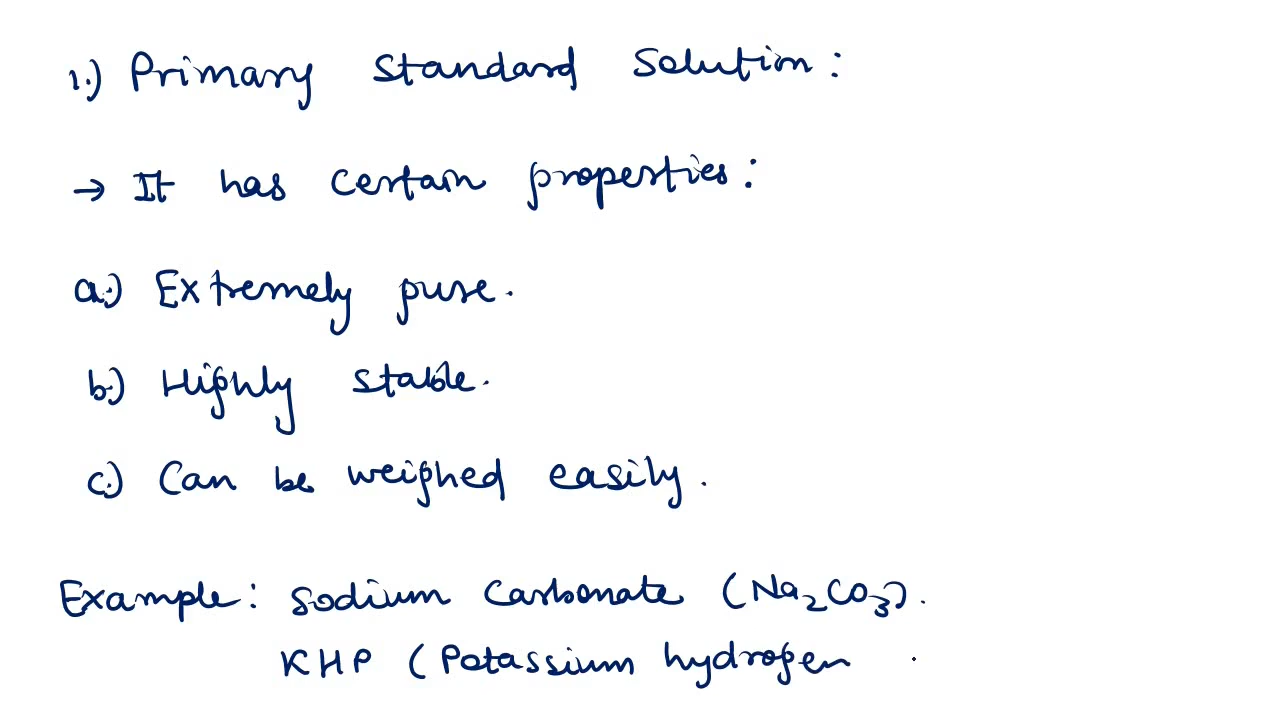 1.) Primary Standard Solution:
→ It has certain properties:
a.) Extremely pure.
b.) Highly stable.
c.) Can be weighed easily.
Example: Sodium Carbonate (Na₂CO₃).
KHP (Potassium hydrogen